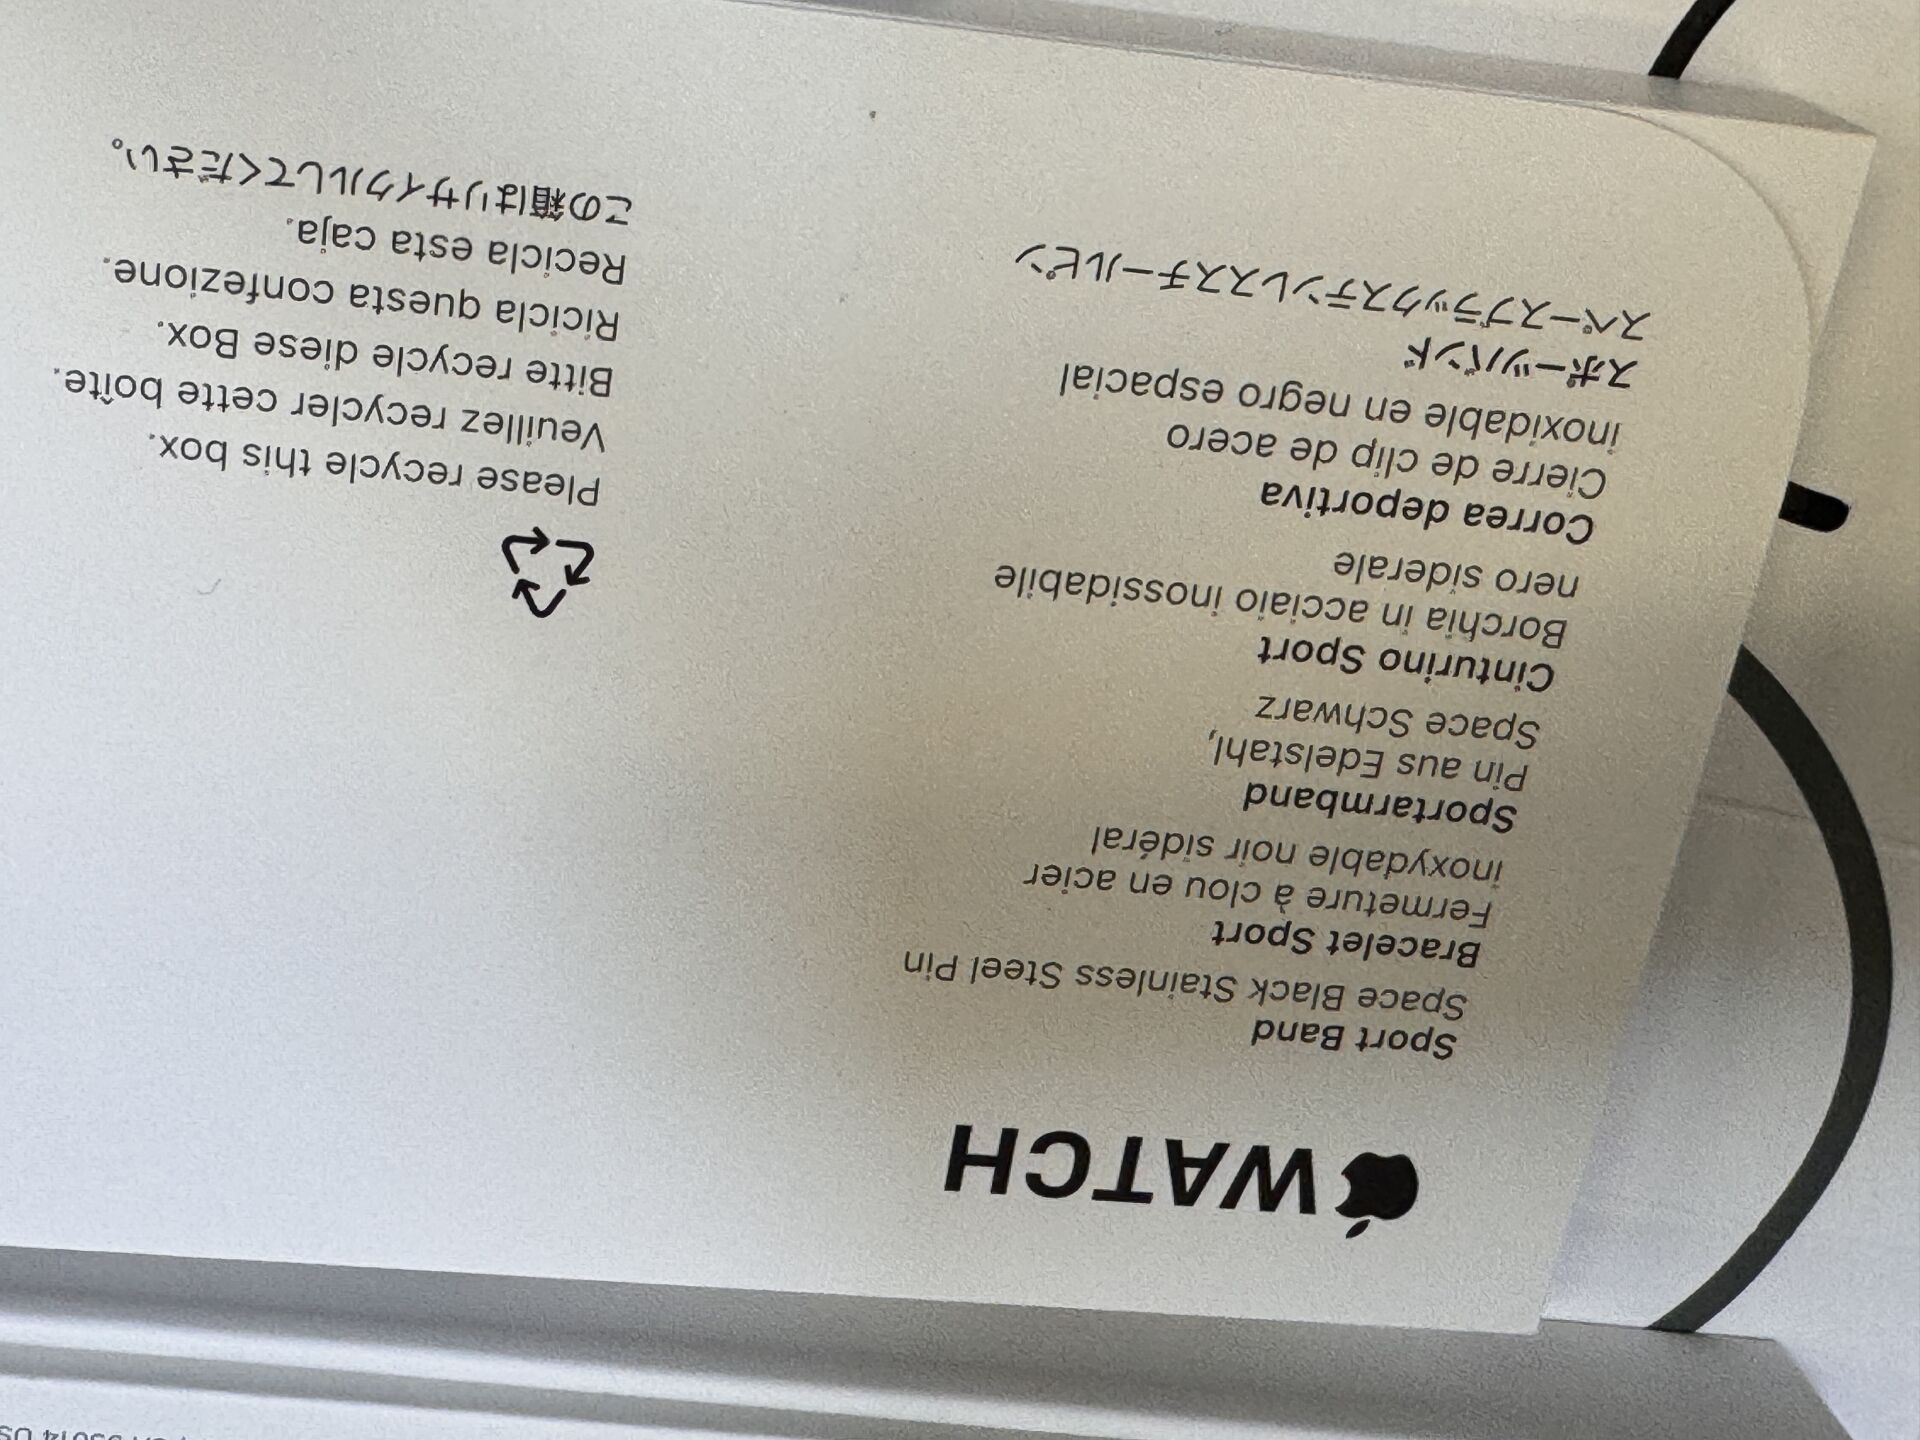 WATCH
Sport Band
Space Black Stainless Steel Pin
Bracelet Sport
Fermeture à clou en acier
inoxydable noir sidéral
Sportarmband
Pin aus Edelstahl,
Space Schwarz
Cinturino Sport
Borchia in acciaio inossidabile
nero siderale
Correa deportiva
Cierre de clip de acero
inoxidable en negro espacial
スポーツバンド
スペースブラックステンレススチールピン
Please recycle this box.
Veuillez recycler cette boîte.
Bitte recycle diese Box.
Ricicla questa confezione.
Recicla esta caja.
この箱はリサイクルしてください。